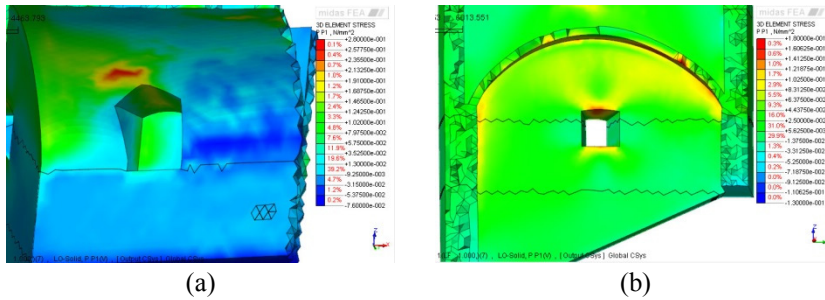 4463.783
midas FEA
3D ELEMENT STRESS
P P1 , N/mm^2
+2.80000e-001
0.1%
+2.57750e-001
0.4%
+2.35500e-001
0.7%
+2.13250e-001
1.0%
+1.91000e-001
1.2%
+1.68750e-001
1.7%
+1.46500e-001
2.4%
+1.24250e-001
3.3%
+1.02000e-001
4.8%
+7.97500e-002
7.6%
+5.75000e-002
11.8%
+3.52500e-002
19.6%
+1.30000e-002
38.2%
-9.25000e-003
4.7%
-3.15000e-002
1.2%
-5.37500e-002
0.2%
-7.60000e-002
1.000,(V) , LO-Solid, P P1(V) , [ Output CSys ] Global CSys
(a)
6013.551
midas FEA
3D ELEMENT STRESS
P P1 , N/mm^2
+1.80000e-001
0.3%
+1.60625e-001
0.6%
+1.41250e-001
1.0%
+1.21875e-001
1.7%
+1.02500e-001
2.9%
+8.31250e-002
5.5%
+6.37500e-002
9.3%
+4.43750e-002
16.0%
+2.50000e-002
31.0%
+5.62500e-003
29.9%
-1.37500e-002
1.3%
-3.31250e-002
0.4%
-5.25000e-002
0.2%
-7.18750e-002
0.0%
-9.12500e-002
0.0%
-1.10625e-001
0.0%
-1.30000e-001
LO-Solid, P P1(V) , [ Output CSys ] Global CSys
(b)